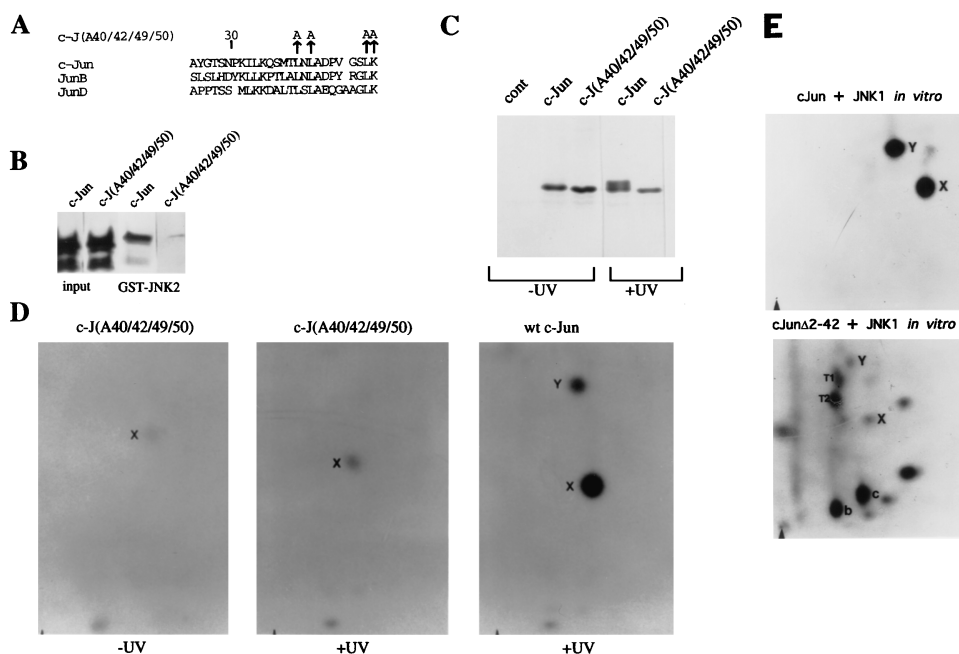 A
c-J(A40/42/49/50) 30 A A AA
c-Jun AYGTSNPKILKQSMTLNLADPV GSLK
JunB SLSLHDYKLLKPTLALNLADPY RGLK
JunD APPTSS MLKKDALTLSLAEQGAAGLK
B
c-Jun
c-J(A40/42/49/50)
c-Jun
c-J(A40/42/49/50)
input GST-JNK2
C
cont
c-Jun
c-J(A40/42/49/50)
c-Jun
c-J(A40/42/49/50)
-UV +UV
D
c-J(A40/42/49/50)
X
-UV
c-J(A40/42/49/50)
X
+UV
wt c-Jun
Y
X
+UV
E
cJun + JNK1 in vitro
Y
X
cJunΔ2-42 + JNK1 in vitro
Y
T1
T2
X
c
b